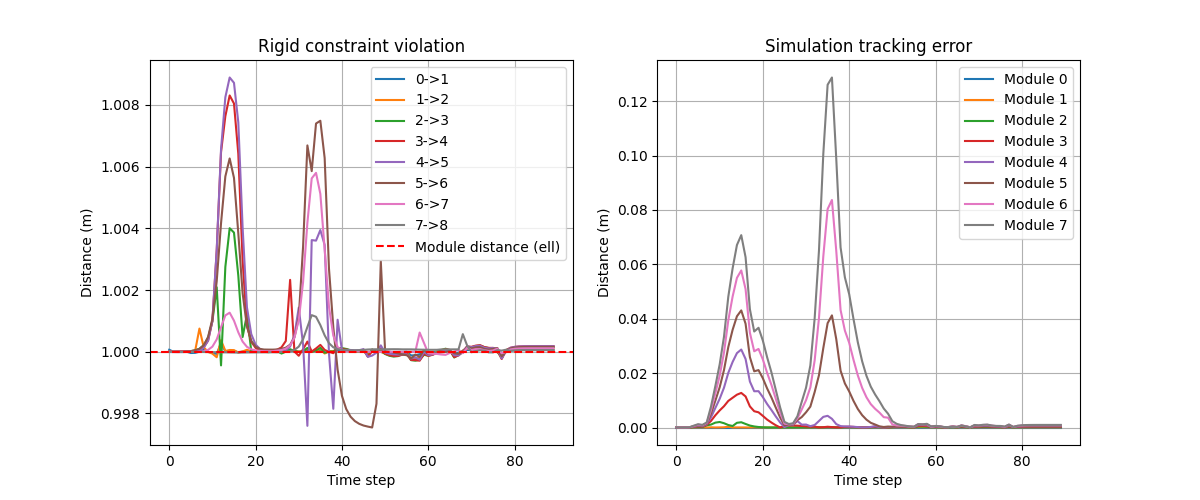 Rigid constraint violation
Distance (m)
1.008
1.006
1.004
1.002
1.000
0.998
0
20
40
60
80
Time step
0->1
1->2
2->3
3->4
4->5
5->6
6->7
7->8
Module distance (ell)
Simulation tracking error
Distance (m)
0.12
0.10
0.08
0.06
0.04
0.02
0.00
0
20
40
60
80
Time step
Module 0
Module 1
Module 2
Module 3
Module 4
Module 5
Module 6
Module 7